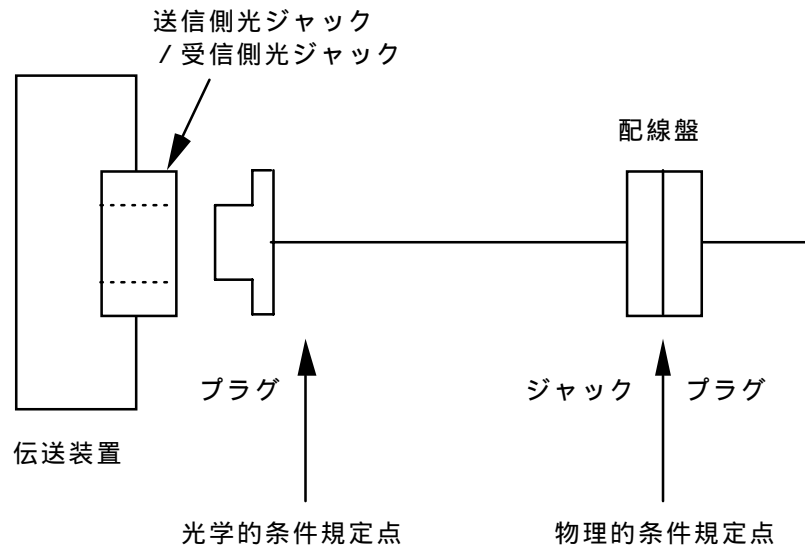 送信側光ジャック
/ 受信側光ジャック
配線盤
プラグ
ジャック
プラグ
伝送装置
光学的条件規定点
物理的条件規定点